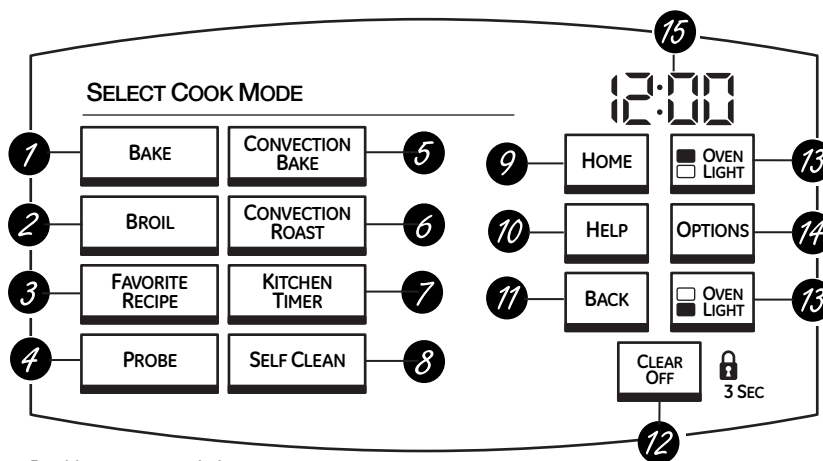 15
SELECT COOK MODE
12:00
1 BAKE
CONVECTION
BAKE 5
9 HOME
OVEN
LIGHT 13
2 BROIL
CONVECTION
ROAST 6
10 HELP
OPTIONS 14
3 FAVORITE
RECIPE
KITCHEN
TIMER 7
11 BACK
OVEN
LIGHT 13
4 PROBE
SELF CLEAN 8
CLEAR
OFF
3 SEC
12